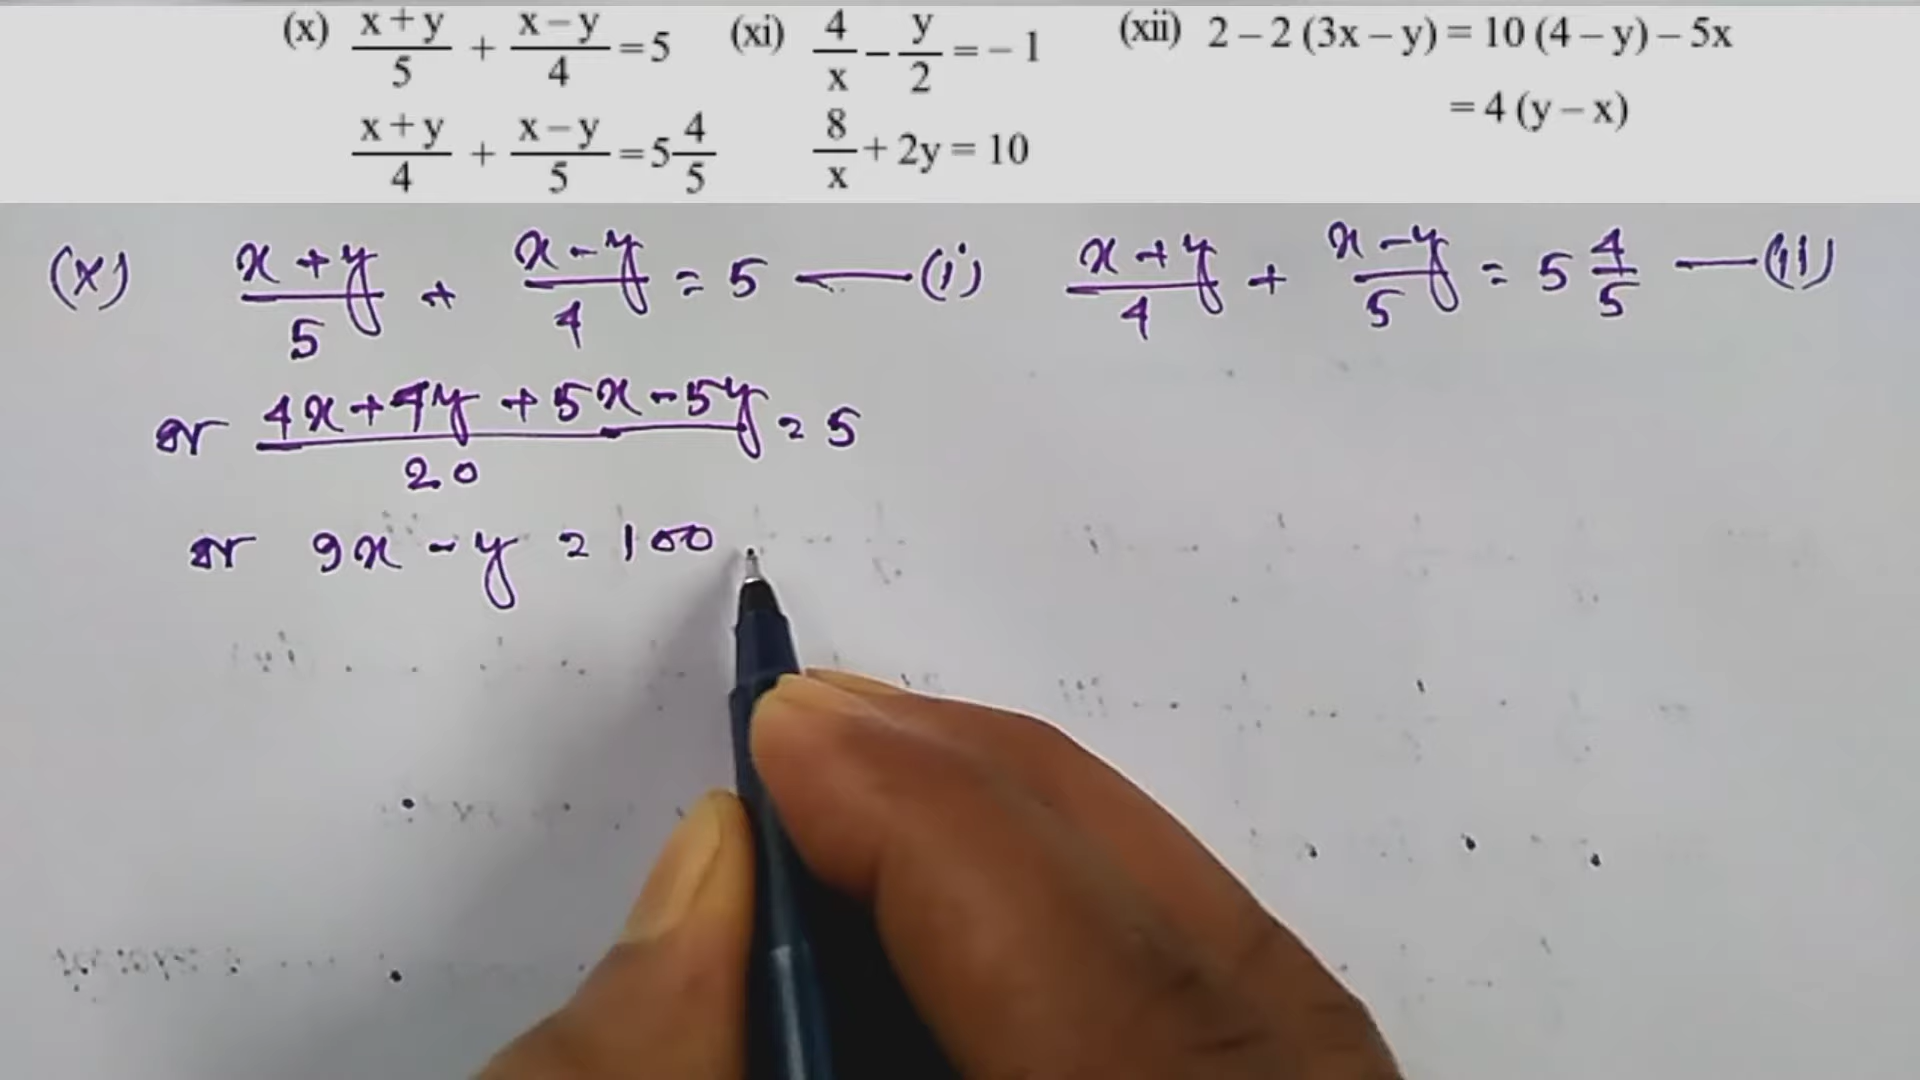 (x) x+y/5 + x−y/4 = 5 (xi) 4/x − y/2 = −1 (xii) 2 − 2 (3x − y) = 10 (4 − y) − 5x
= 4 (y − x)
x+y/4 + x−y/5 = 5 4/5 8/x + 2y = 10
(x) x+y/5 + x−y/4 = 5 —(i) x+y/4 + x−y/5 = 5 4/5 —(ii)
or 4x+4y+5x−5y/20 = 5
or 9x − y = 100